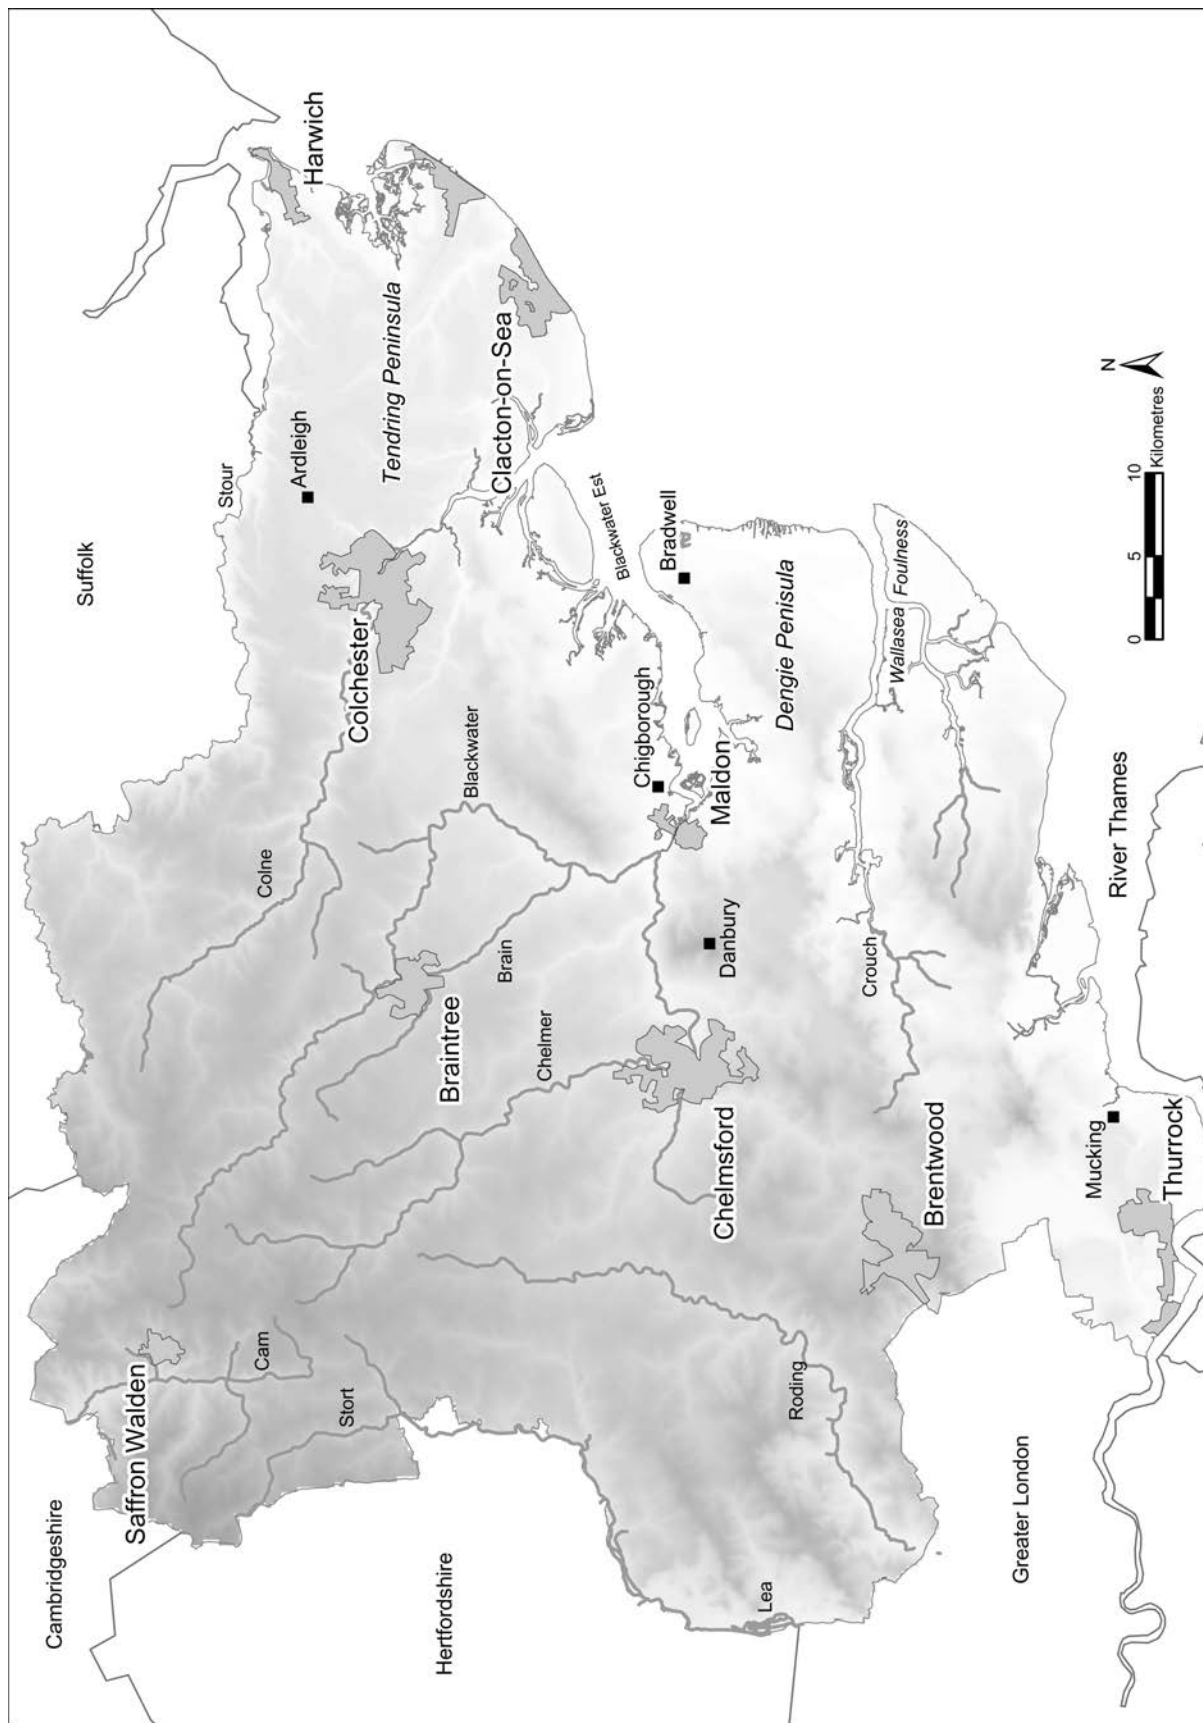 Cambridgeshire
Suffolk
Saffron Walden
Cam
Stort
Hertfordshire
Stour
Harwich
Ardleigh
Tendring Peninsula
Colne
Colchester
Clacton-on-Sea
Blackwater
Braintree
Brain
Chelmer
Blackwater Est
Bradwell
Chigborough
Maldon
Danbury
Chelmsford
Dengie Penisula
Roding
Lea
Crouch
Wallasea
Foulness
Brentwood
Greater London
Mucking
Thurrock
River Thames
N
0
5
10
Kilometres